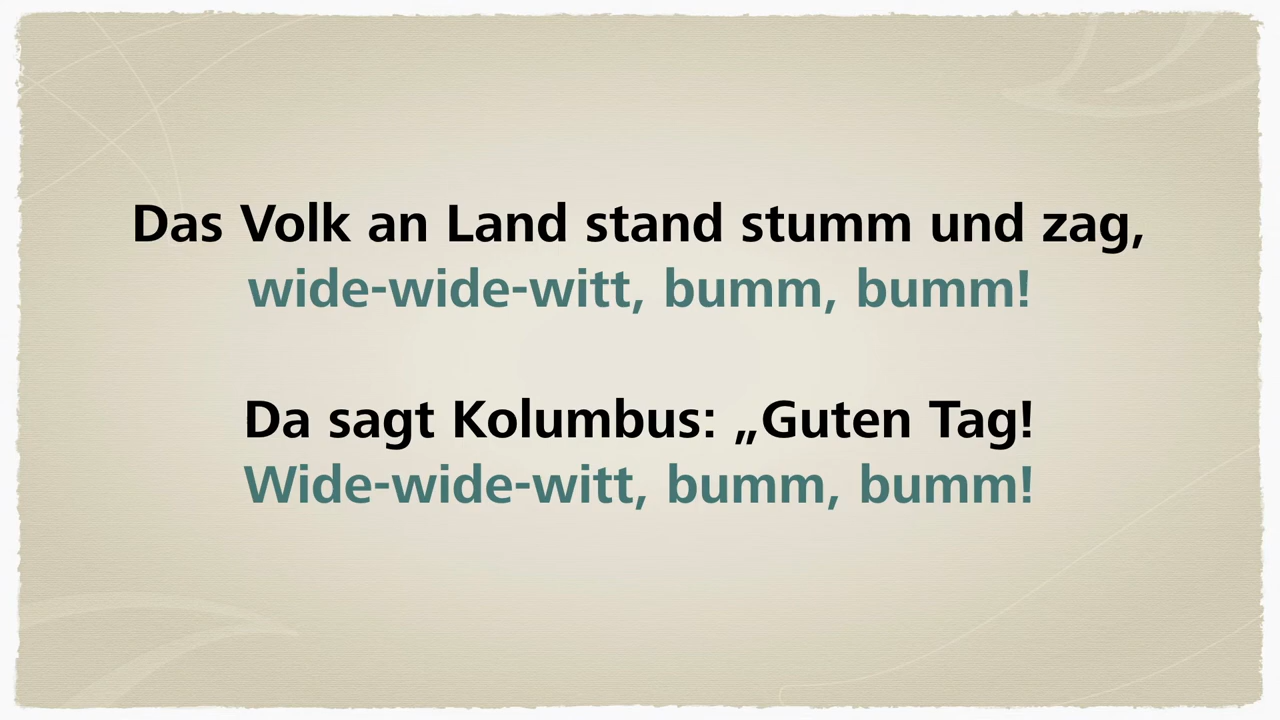 Das Volk an Land stand stumm und zag,
wide-wide-witt, bumm, bumm!
Da sagt Kolumbus: „Guten Tag!
Wide-wide-witt, bumm, bumm!